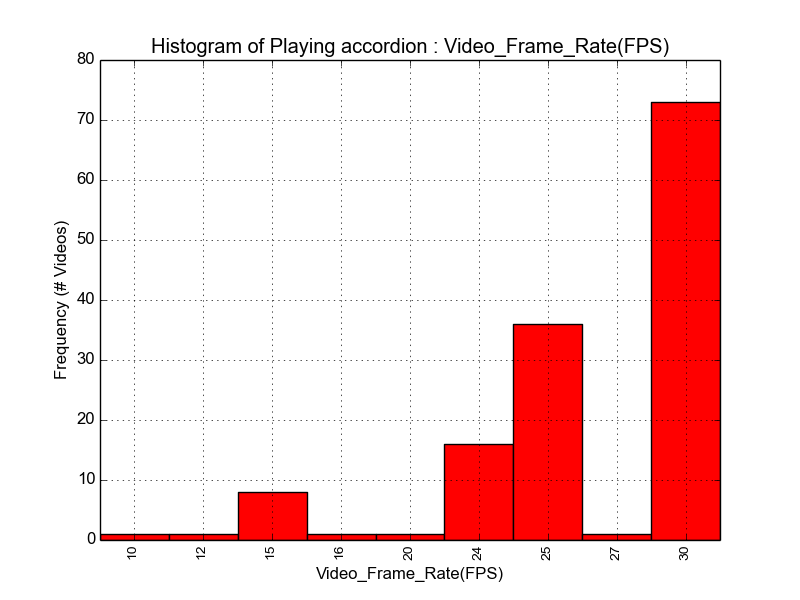 Histogram of Playing accordion : Video_Frame_Rate(FPS)
80
70
60
50
40
30
20
10
0
Frequency (# Videos)
10 12 15 16 20 24 25 27 30
Video_Frame_Rate(FPS)